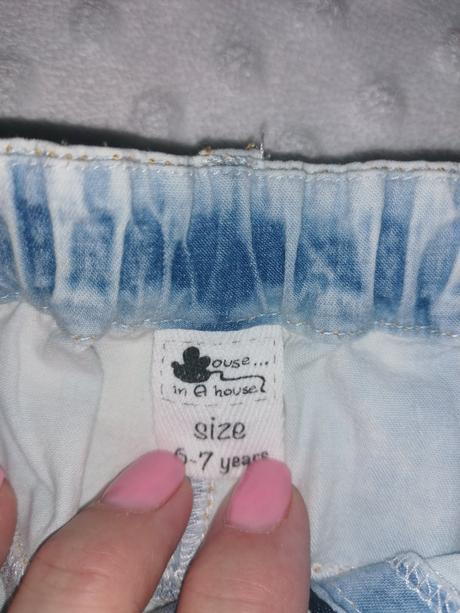 ouse...
in a house
size
6-7 years